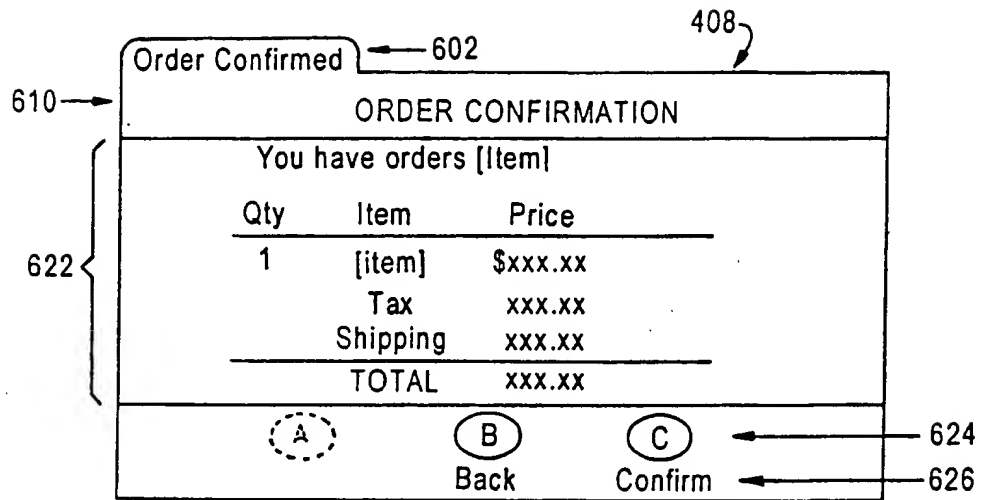 408
Order Confirmed 602
610 ORDER CONFIRMATION
You have orders [Item]
Qty Item Price
622 1 [item] $xxx.xx
Tax xxx.xx
Shipping xxx.xx
TOTAL xxx.xx
A B C 624
Back Confirm 626